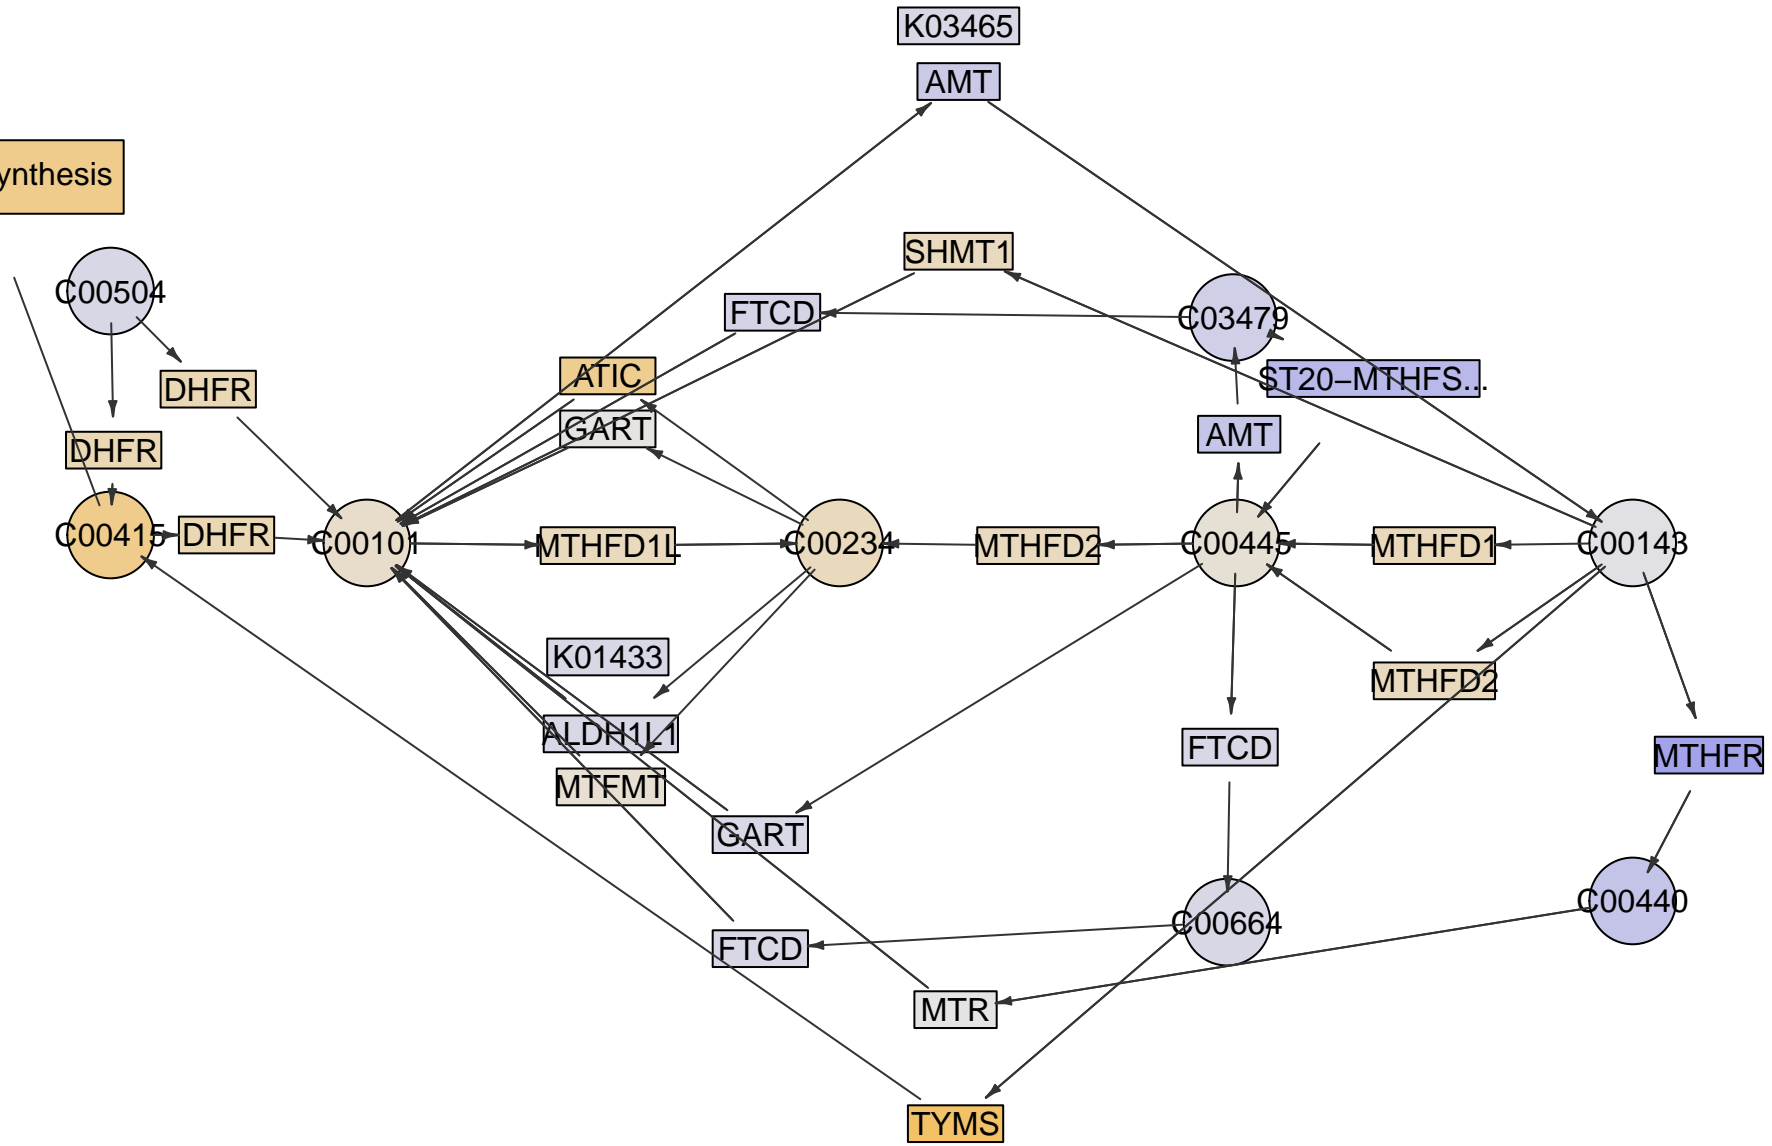 K03465
AMT
ynthesis
SHMT1
C00504
FTCD
C03479
ATIC
ST20−MTHFS...
DHFR
GART
AMT
DHFR
C00415
DHFR
C00101
MTHFD1L
C00234
MTHFD2
C00445
MTHFD1
C00143
K01433
MTHFD2
ALDH1L1
FTCD
MTHFR
MTFMT
GART
C00440
C00664
FTCD
MTR
TYMS